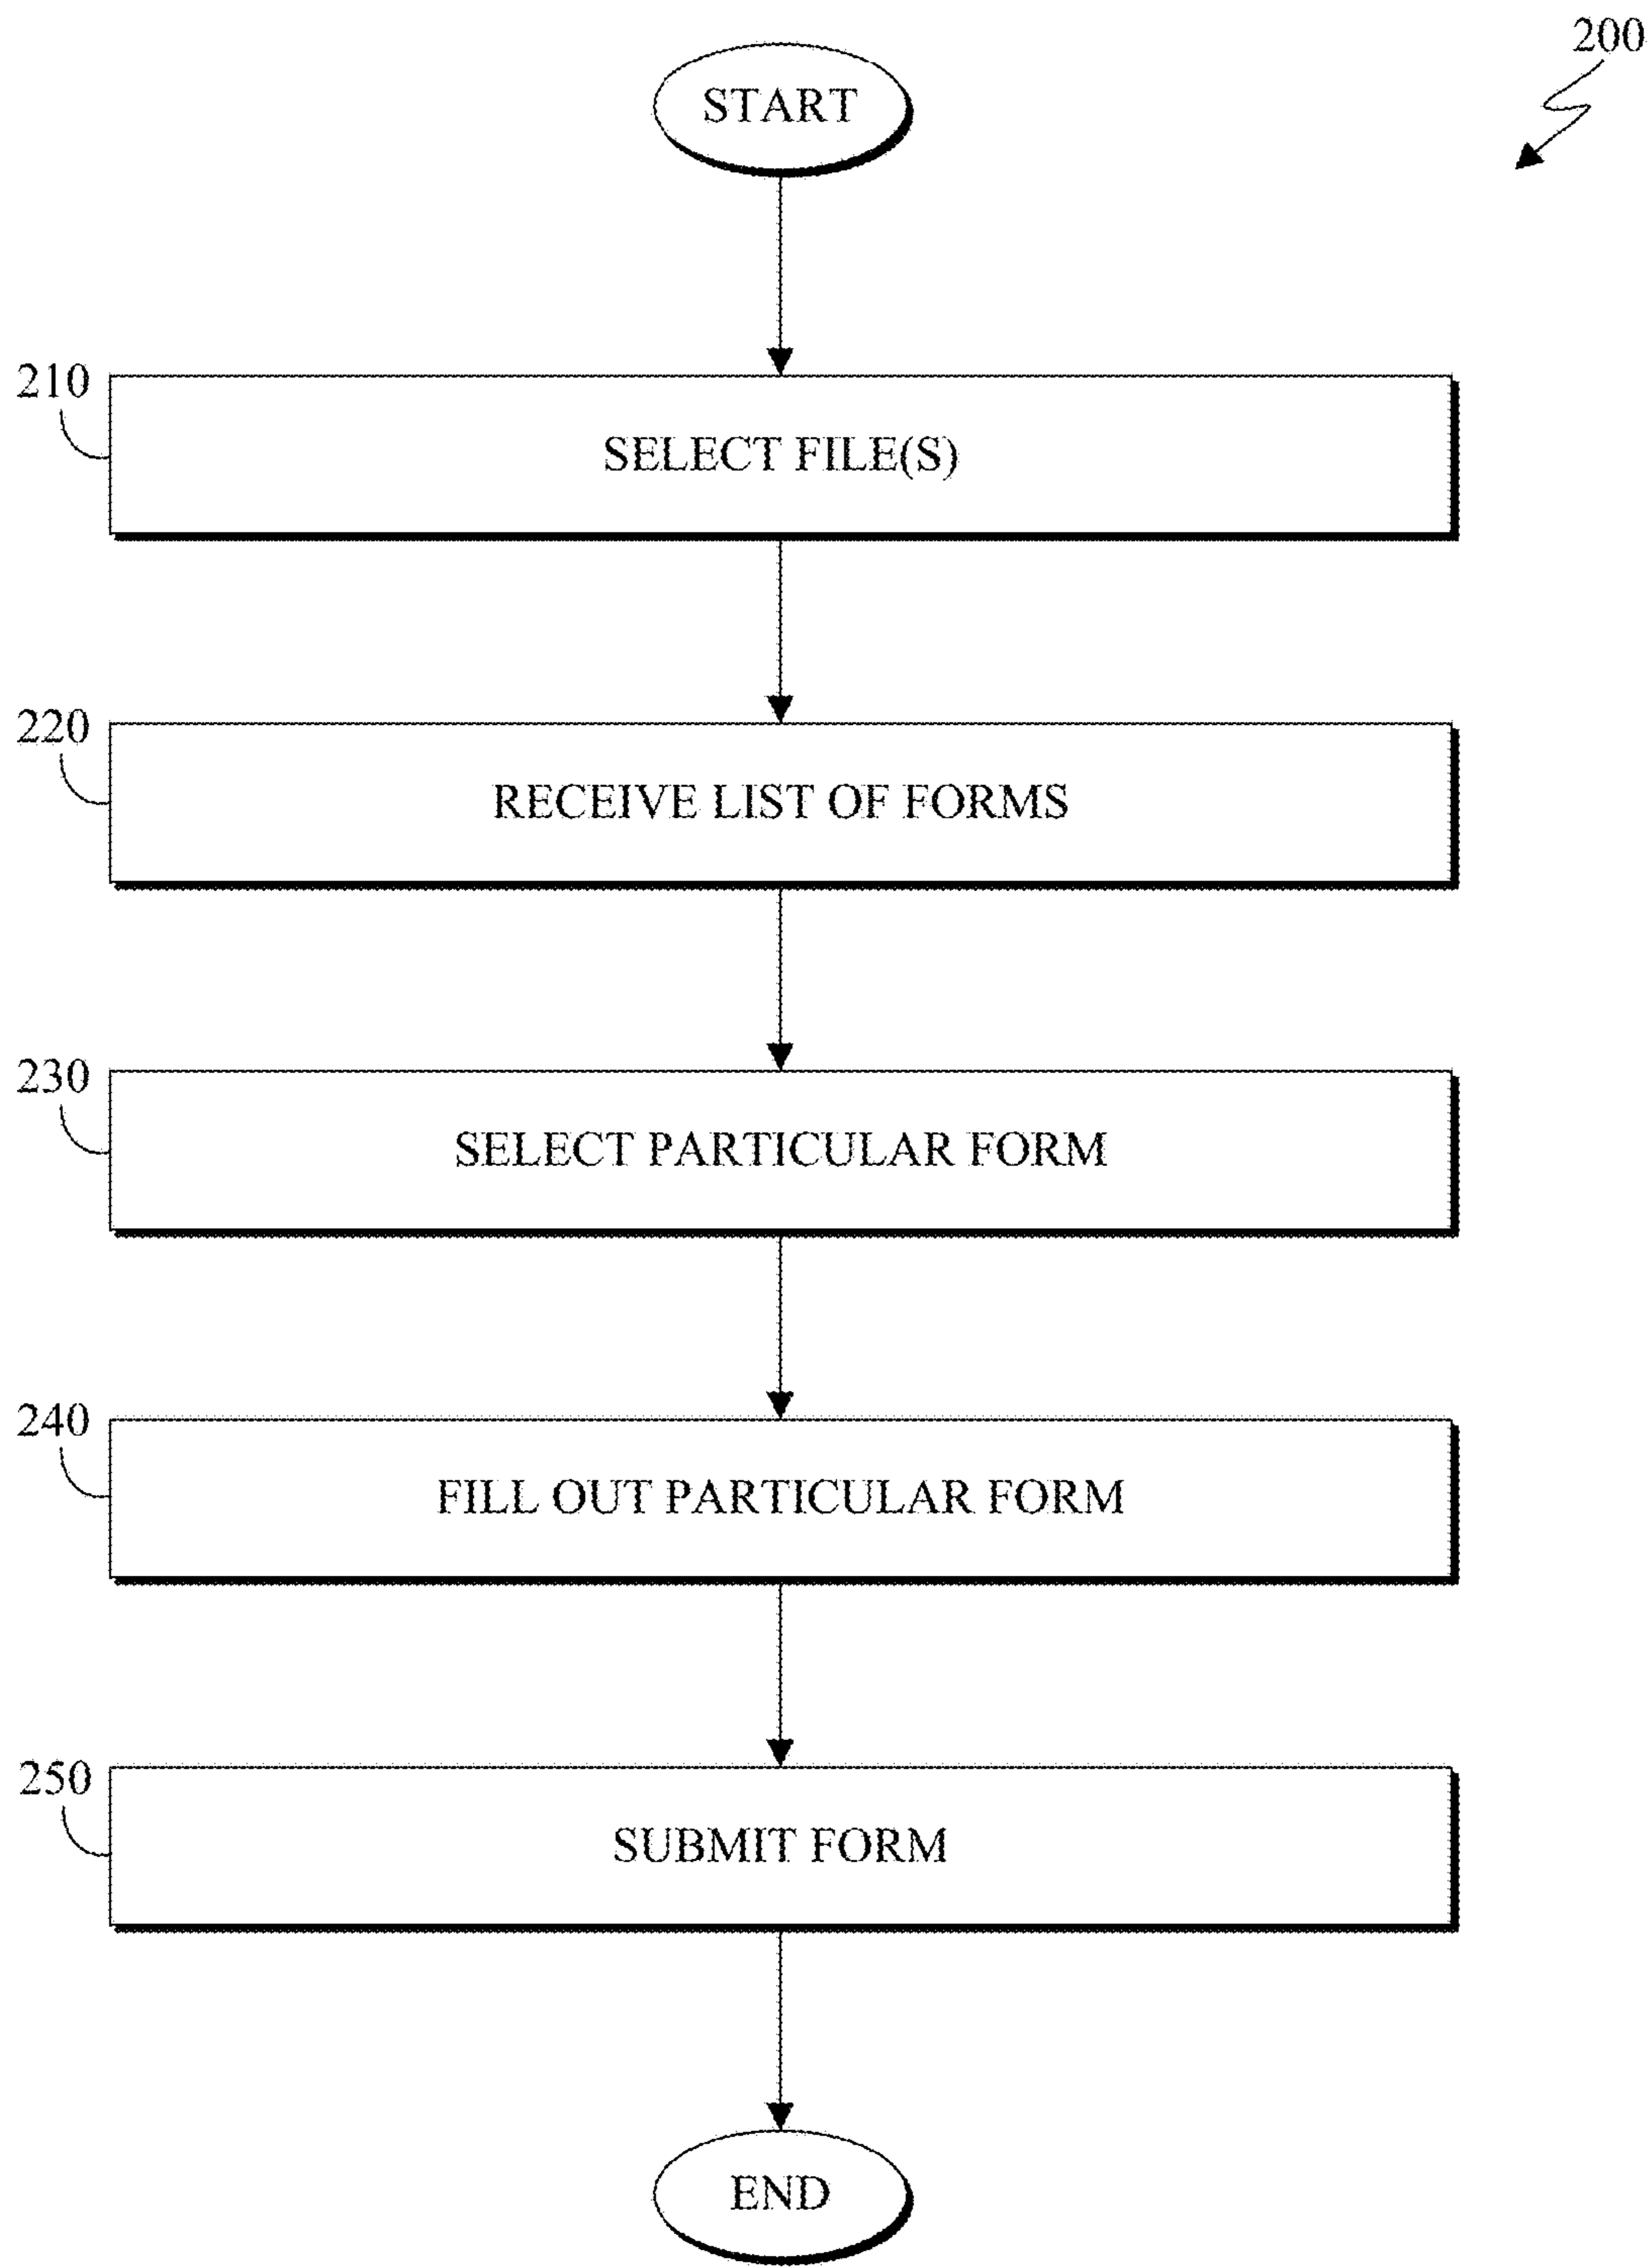 200
START
210
SELECT FILE(S)
220
RECEIVE LIST OF FORMS
230
SELECT PARTICULAR FORM
240
FILL OUT PARTICULAR FORM
250
SUBMIT FORM
END